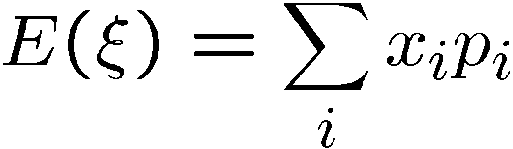 E(ξ) = ∑_i x_i p_i